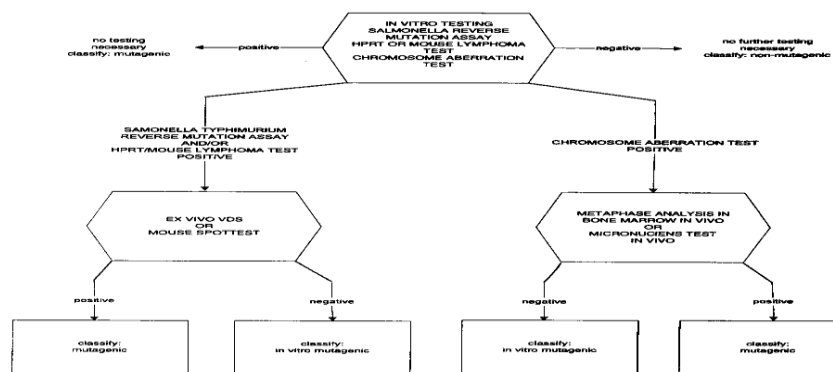 IN VITRO TESTING
SALMONELLA REVERSE
MUTATION ASSAY
HPRT OR MOUSE LYMPHOMA
TEST
CHROMOSOME ABERRATION
TEST
positive
no testing
necessary
classify: mutagenic
negative
no further testing
necessary
classify: non-mutagenic
SAMONELLA TYPHIMURIUM
REVERSE MUTATION ASSAY
AND/OR
HPRT/MOUSE LYMPHOMA TEST
POSITIVE
CHROMOSOME ABERRATION TEST
POSITIVE
EX VIVO VDS
OR
MOUSE SPOTTEST
METAPHASE ANALYSIS IN
BONE MARROW IN VIVO
OR
MICRONUCIENS TEST
IN VIVO
positive
negative
negative
positive
classify:
mutagenic
classify:
in vitro mutagenic
classify:
in vitro mutagenic
classify:
mutagenic